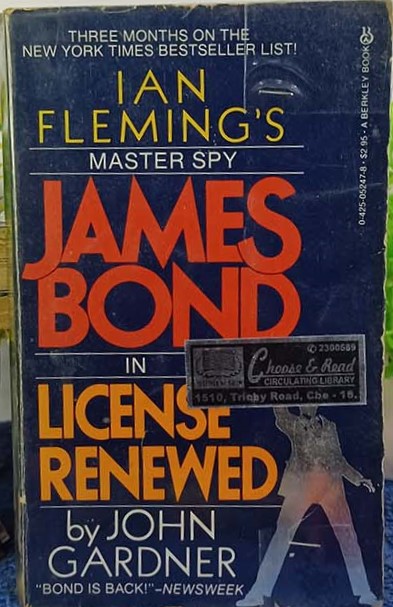 THREE MONTHS ON THE
NEW YORK TIMES BESTSELLER LIST!
IAN
FLEMING'S
MASTER SPY
JAMES
BOND
IN
LICENSE
RENEWED
by JOHN
GARDNER
"BOND IS BACK!"–NEWSWEEK
0-425-05247-8 • $2.95 • A BERKLEY BOOK
✆ 2300589
Choose & Read
CIRCULATING LIBRARY
1510, Trichy Road, Cbe - 18.